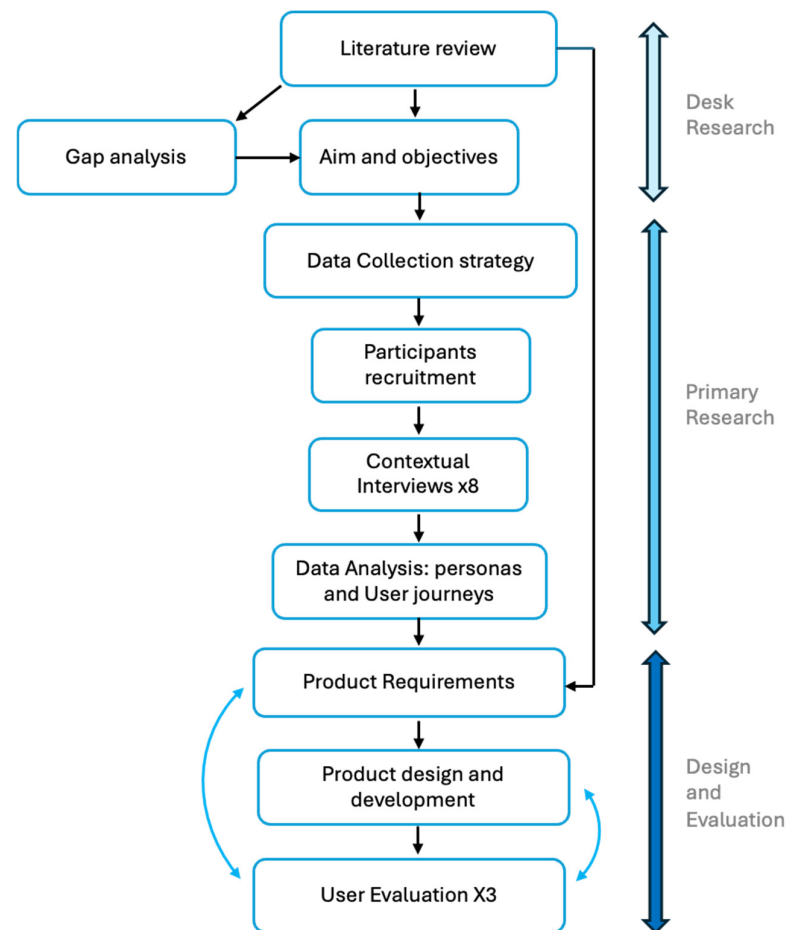 Literature review
Desk
Research
Gap analysis
Aim and objectives
Data Collection strategy
Participants
recruitment
Primary
Research
Contextual
Interviews x8
Data Analysis: personas
and User journeys
Product Requirements
Product design and
development
Design
and
Evaluation
User Evaluation X3